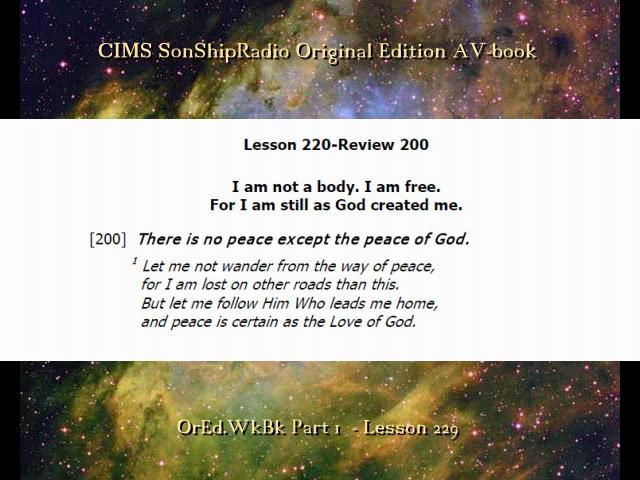 CIMS SonShipRadio Original Edition AV-book
Lesson 220-Review 200
I am not a body. I am free.
For I am still as God created me.
[200] There is no peace except the peace of God.
1 Let me not wander from the way of peace,
for I am lost on other roads than this.
But let me follow Him Who leads me home,
and peace is certain as the Love of God.
OrEd.WkBk Part 1 - Lesson 229